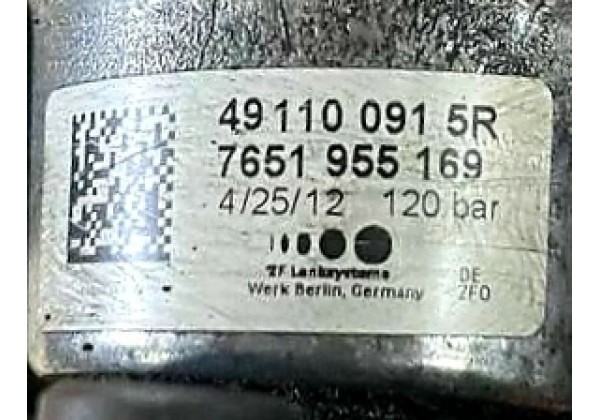 49 110 091 5R
7651 955 169
4/25/12 120 bar
ZF Lenksysteme DE
Werk Berlin, Germany ZFO